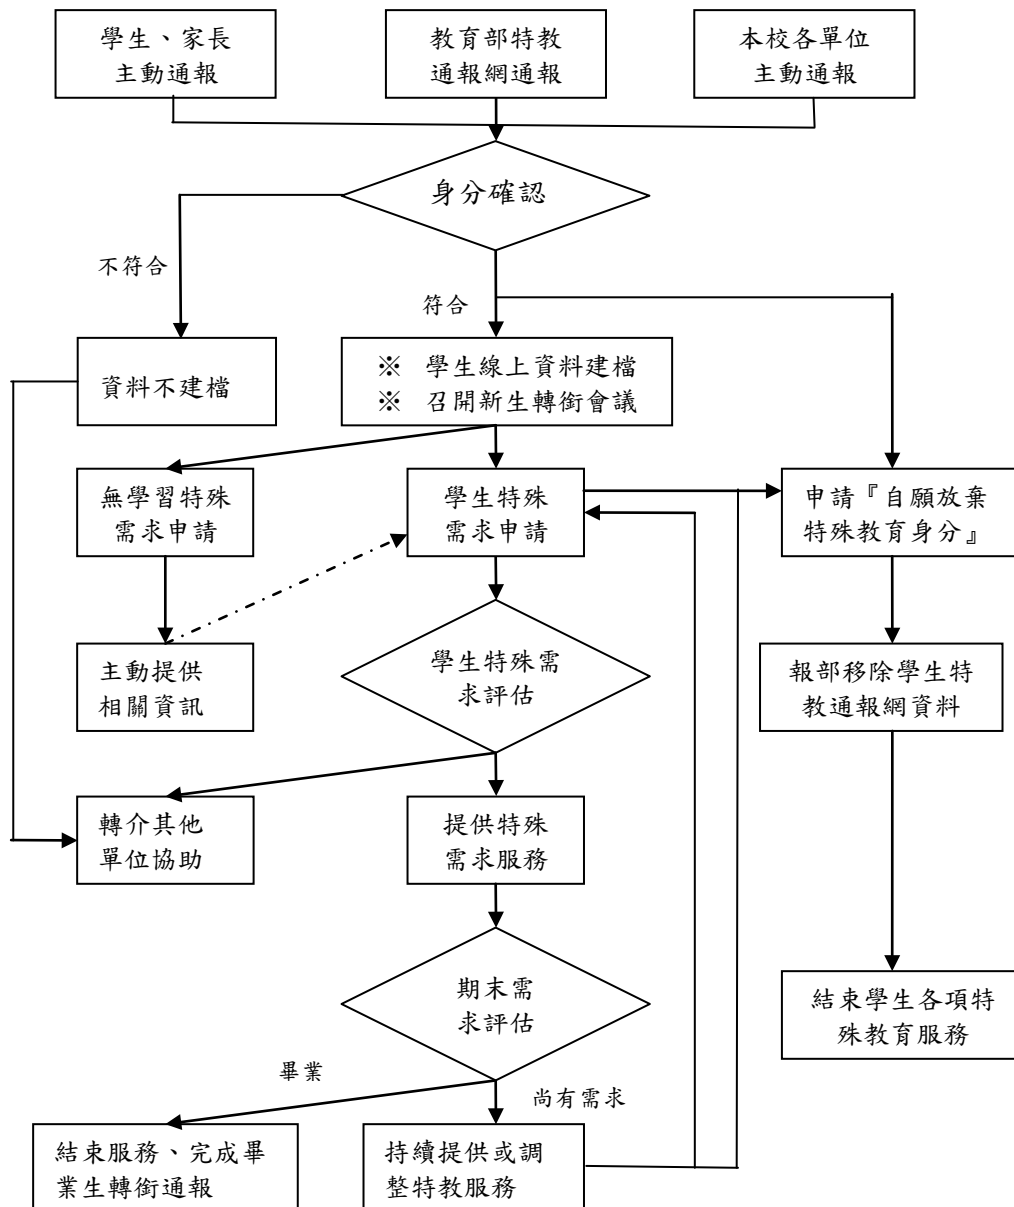 學生、家長
主動通報
教育部特教
通報網通報
本校各單位
主動通報
身分確認
不符合
符合
資料不建檔
※ 學生線上資料建檔
※ 召開新生轉銜會議
無學習特殊
需求申請
學生特殊
需求申請
申請『自願放棄
特殊教育身分』
主動提供
相關資訊
學生特殊需
求評估
報部移除學生特
教通報網資料
轉介其他
單位協助
提供特殊
需求服務
期末需
求評估
結束學生各項特
殊教育服務
畢業
尚有需求
結束服務、完成畢
業生轉銜通報
持續提供或調
整特教服務